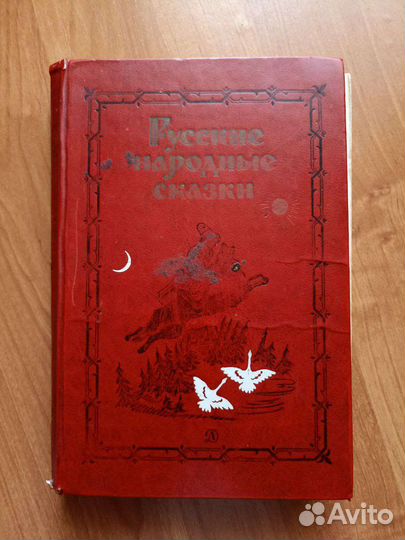 Русские
народные
сказки
Д
Avito